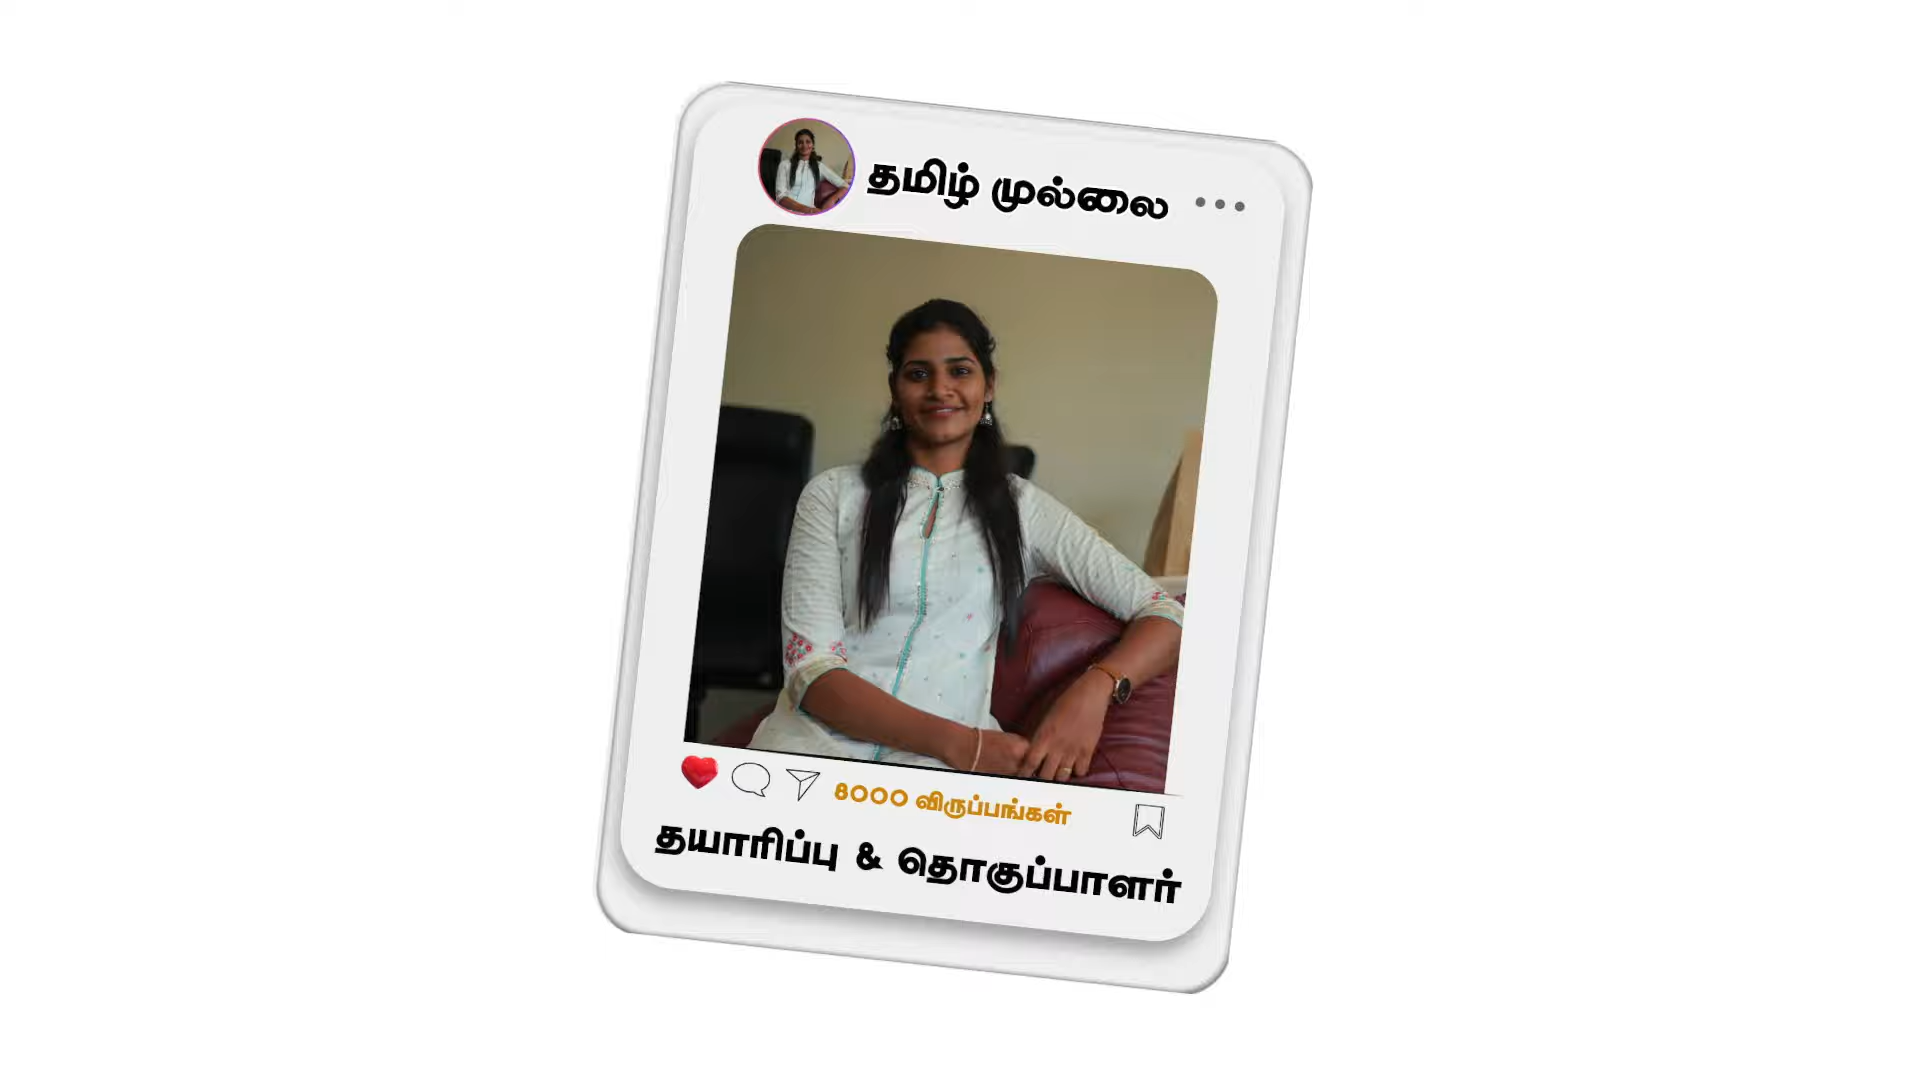 தமிழ் முல்லை
8000 விருப்பங்கள்
தயாரிப்பு & தொகுப்பாளர்